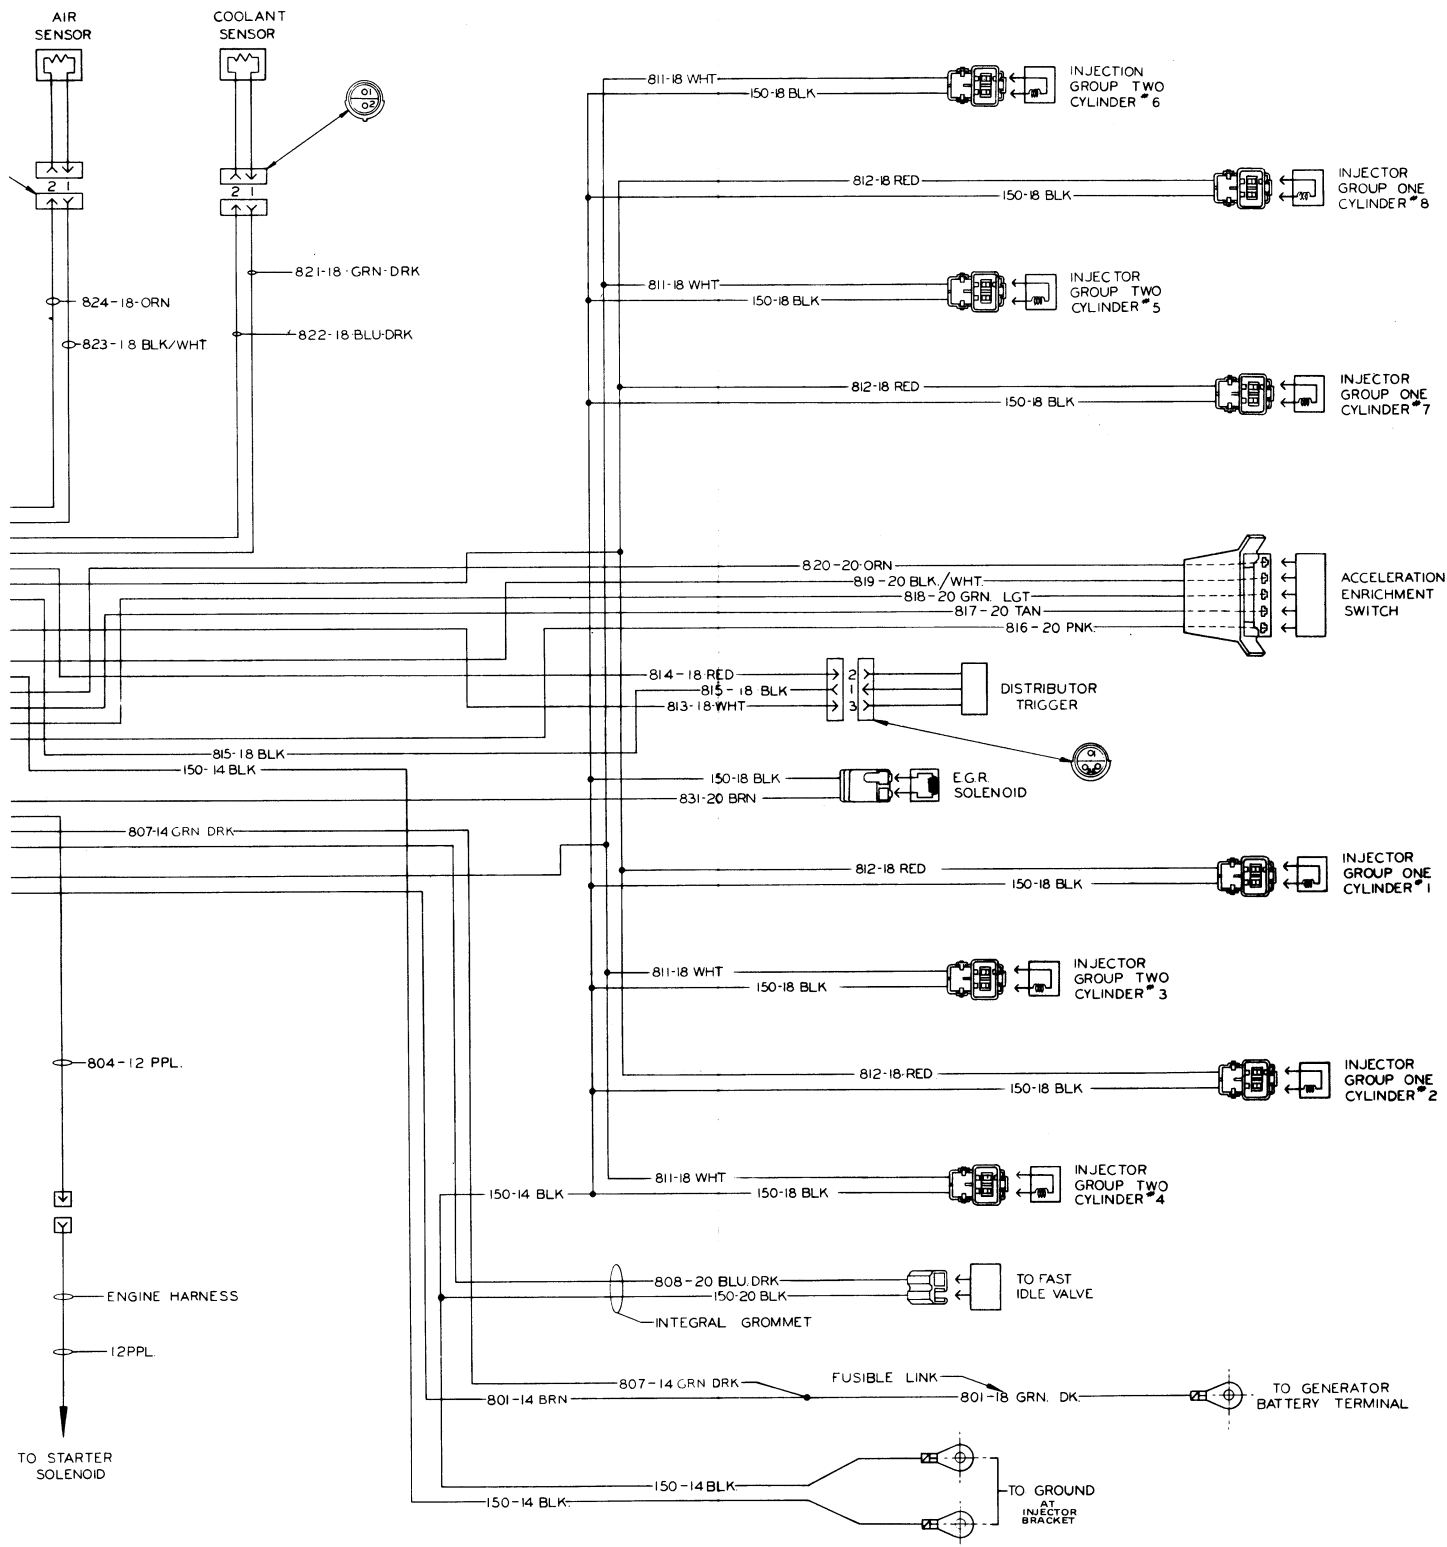 AIR
SENSOR
COOLANT
SENSOR
O1
O2
2 1
2 1
821-18-GRN-DRK
824-18-ORN
822-18-BLU-DRK
823-18 BLK/WHT
811-18 WHT
150-18 BLK
INJECTION
GROUP TWO
CYLINDER #6
812-18 RED
150-18 BLK
INJECTOR
GROUP ONE
CYLINDER #8
811-18 WHT
150-18 BLK
INJECTOR
GROUP TWO
CYLINDER #5
812-18 RED
150-18 BLK
INJECTOR
GROUP ONE
CYLINDER #7
820-20-ORN
819-20 BLK./WHT.
818-20 GRN. LGT
817-20 TAN
816-20 PNK.
ACCELERATION
ENRICHMENT
SWITCH
814-18 RED
815-18 BLK
813-18-WHT
2
1
3
DISTRIBUTOR
TRIGGER
815-18 BLK
150-14 BLK
150-18 BLK
831-20 BRN
E.G.R.
SOLENOID
807-14 GRN DRK
812-18 RED
150-18 BLK
INJECTOR
GROUP ONE
CYLINDER #1
811-18 WHT
150-18 BLK
INJECTOR
GROUP TWO
CYLINDER #3
804-12 PPL.
812-18-RED
150-18 BLK
INJECTOR
GROUP ONE
CYLINDER #2
811-18 WHT
150-14 BLK
150-18 BLK
INJECTOR
GROUP TWO
CYLINDER #4
808-20 BLU.DRK
150-20 BLK
TO FAST
IDLE VALVE
ENGINE HARNESS
INTEGRAL GROMMET
12PPL.
807-14 GRN DRK
FUSIBLE LINK
801-14 BRN
801-18 GRN. DK.
TO GENERATOR
BATTERY TERMINAL
TO STARTER
SOLENOID
150-14 BLK
150-14 BLK.
TO GROUND
AT
INJECTOR
BRACKET